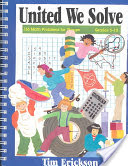 United We Solve
116 Math Problems for Groups
Grades 5-10
Tim Erickson